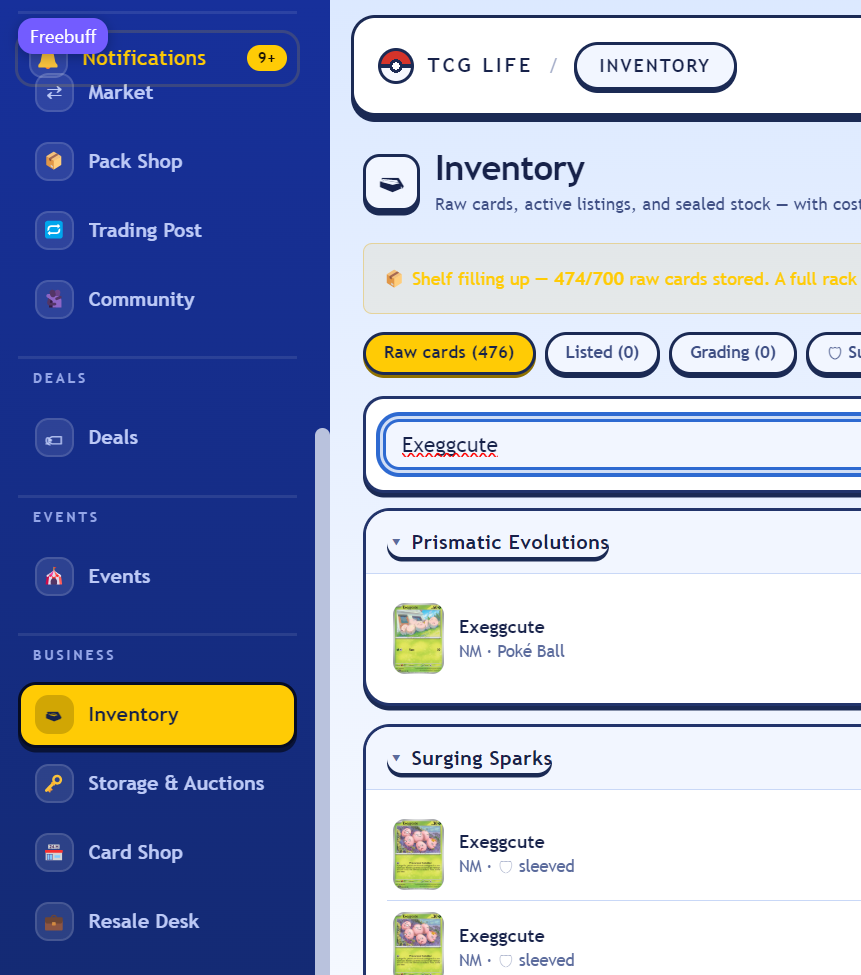 Freebuff
Notifications
9+
Market
Pack Shop
Trading Post
Community
DEALS
Deals
EVENTS
Events
BUSINESS
Inventory
Storage & Auctions
Card Shop
Resale Desk
TCG LIFE / INVENTORY
Inventory
Raw cards, active listings, and sealed stock — with cost
Shelf filling up — 474/700 raw cards stored. A full rack
Raw cards (476)
Listed (0)
Grading (0)
Su
Exeggcute
Prismatic Evolutions
Exeggcute
NM · Poké Ball
Surging Sparks
Exeggcute
NM · sleeved
Exeggcute
NM · sleeved